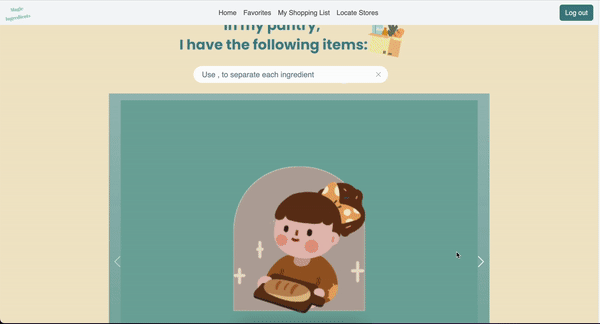 Magic
Ingredients
Home Favorites My Shopping List Locate Stores
Log out
In my pantry,
I have the following items:
Use , to separate each ingredient